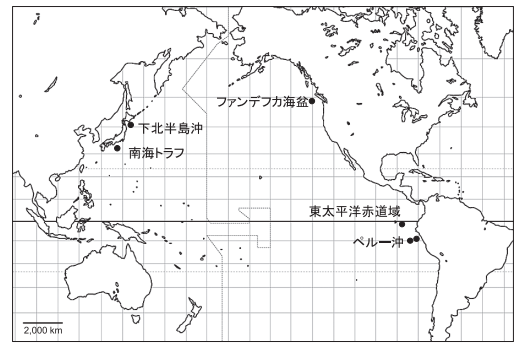 ファンデフカ海盆
下北半島沖
南海トラフ
東太平洋赤道域
ペルー沖
2,000 km